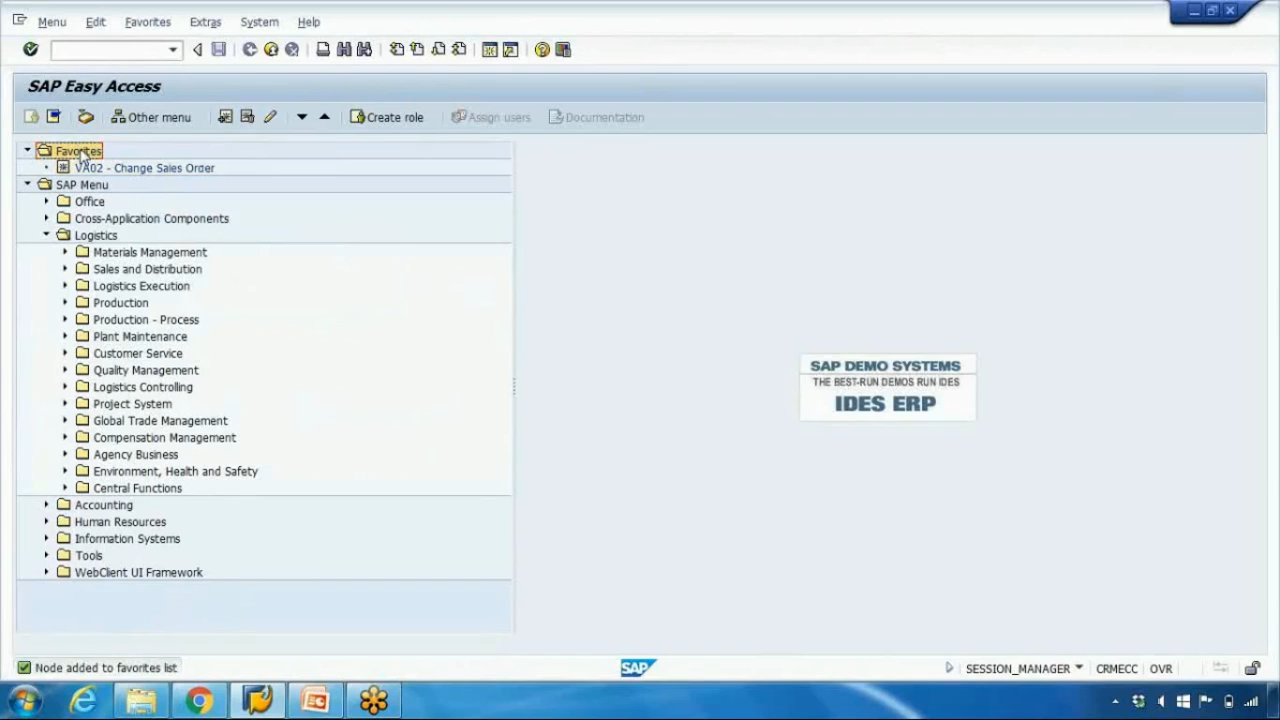 Menu Edit Favorites Extras System Help
SAP Easy Access
Other menu Create role Assign users Documentation
Favorites
VA02 - Change Sales Order
SAP Menu
Office
Cross-Application Components
Logistics
Materials Management
Sales and Distribution
Logistics Execution
Production
Production - Process
Plant Maintenance
Customer Service
Quality Management
Logistics Controlling
Project System
Global Trade Management
Compensation Management
Agency Business
Environment, Health and Safety
Central Functions
Accounting
Human Resources
Information Systems
Tools
WebClient UI Framework
SAP DEMO SYSTEMS
THE BEST-RUN DEMOS RUN IDES
IDES ERP
Node added to favorites list
SAP
SESSION_MANAGER CRMECC OVR